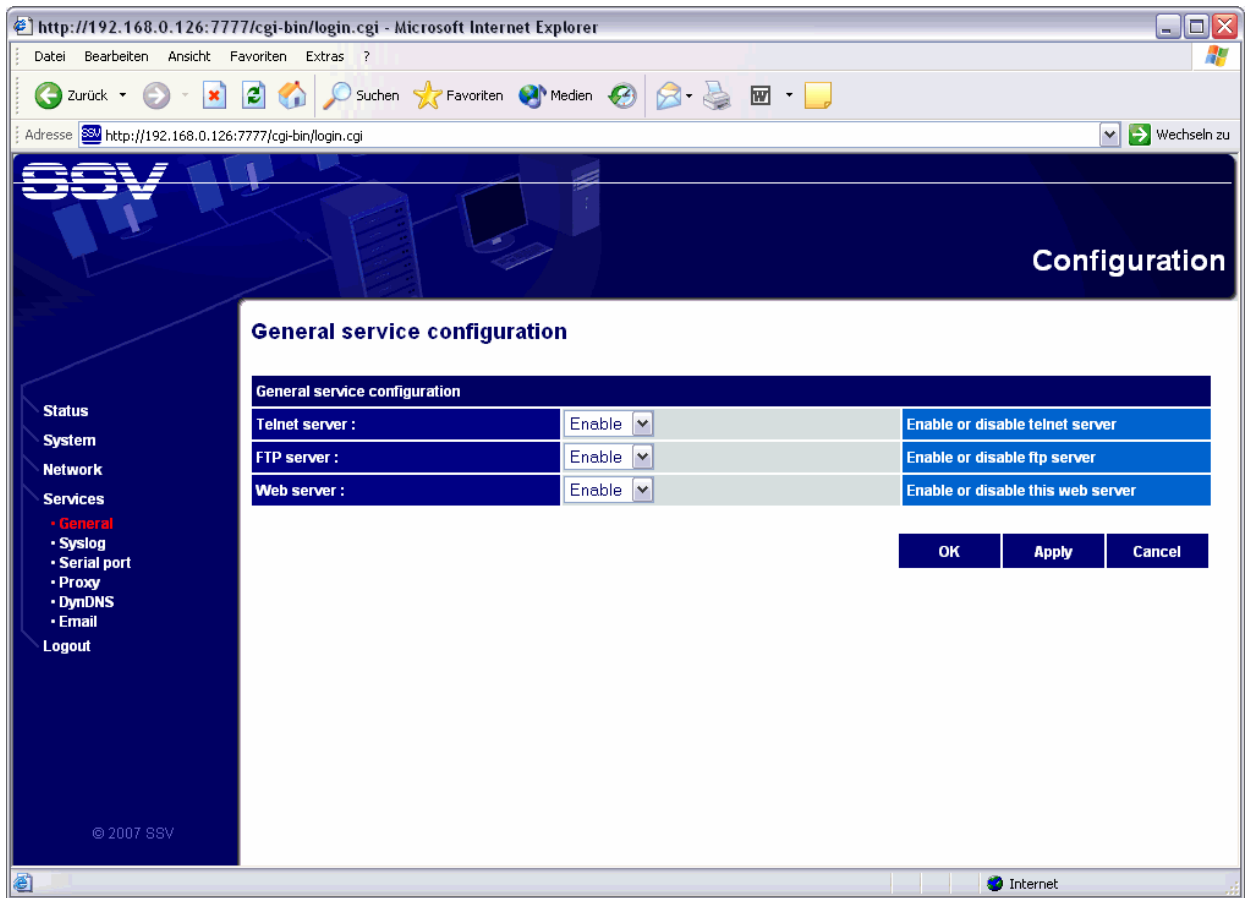 http://192.168.0.126:7777/cgi-bin/login.cgi - Microsoft Internet Explorer
Datei Bearbeiten Ansicht Favoriten Extras ?
Zurück Suchen Favoriten Medien
Adresse SSV http://192.168.0.126:7777/cgi-bin/login.cgi Wechseln zu
SSV
Configuration
General service configuration
General service configuration
Telnet server : Enable Enable or disable telnet server
FTP server : Enable Enable or disable ftp server
Web server : Enable Enable or disable this web server
OK Apply Cancel
Status
System
Network
Services
• General
• Syslog
• Serial port
• Proxy
• DynDNS
• Email
Logout
© 2007 SSV
Internet